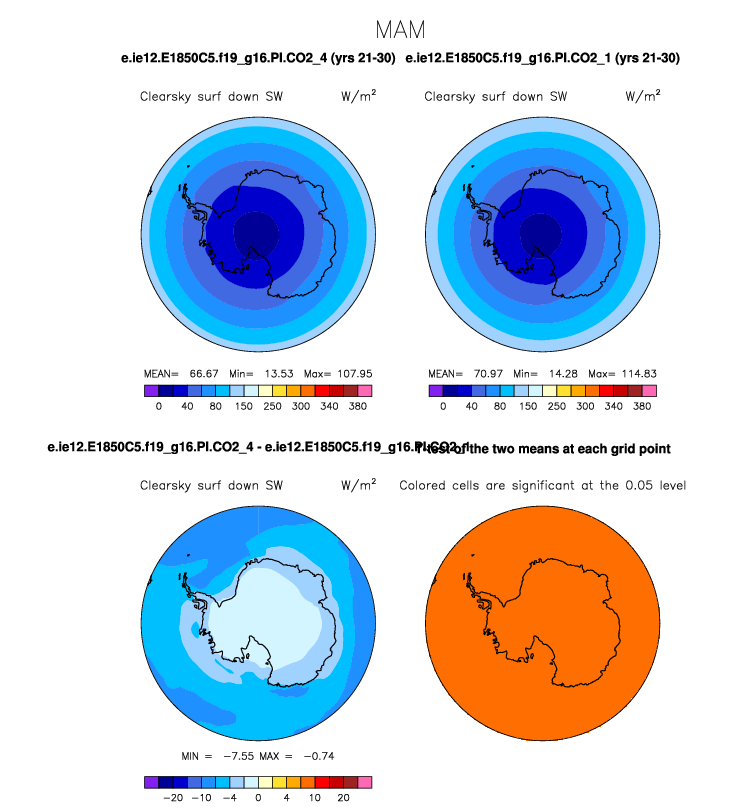 MAM
e.ie12.E1850C5.f19_g16.PI.CO2_4 (yrs 21-30) e.ie12.E1850C5.f19_g16.PI.CO2_1 (yrs 21-30)
Clearsky surf down SW W/m²
Clearsky surf down SW W/m²
MEAN= 66.67 Min= 13.53 Max= 107.95
0 40 80 150 250 300 340 380
MEAN= 70.97 Min= 14.28 Max= 114.83
0 40 80 150 250 300 340 380
e.ie12.E1850C5.f19_g16.PI.CO2_4 - e.ie12.E1850C5.f19_g16.PI.CO2_1
T-test of the two means at each grid point
Clearsky surf down SW W/m²
Colored cells are significant at the 0.05 level
MIN = −7.55 MAX = −0.74
−20 −10 −4 0 4 10 20